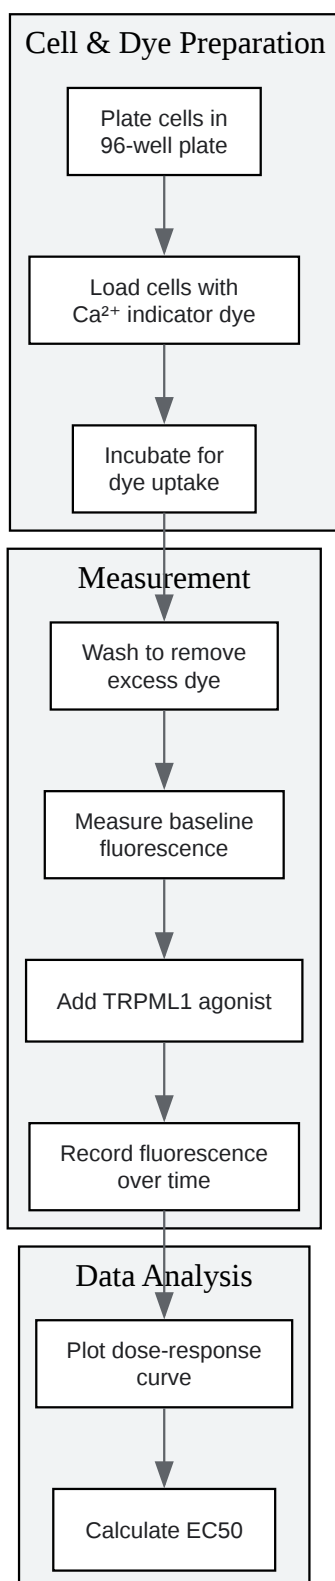 Cell & Dye Preparation
Plate cells in
96-well plate
Load cells with
Ca²⁺ indicator dye
Incubate for
dye uptake
Measurement
Wash to remove
excess dye
Measure baseline
fluorescence
Add TRPML1 agonist
Record fluorescence
over time
Data Analysis
Plot dose-response
curve
Calculate EC50